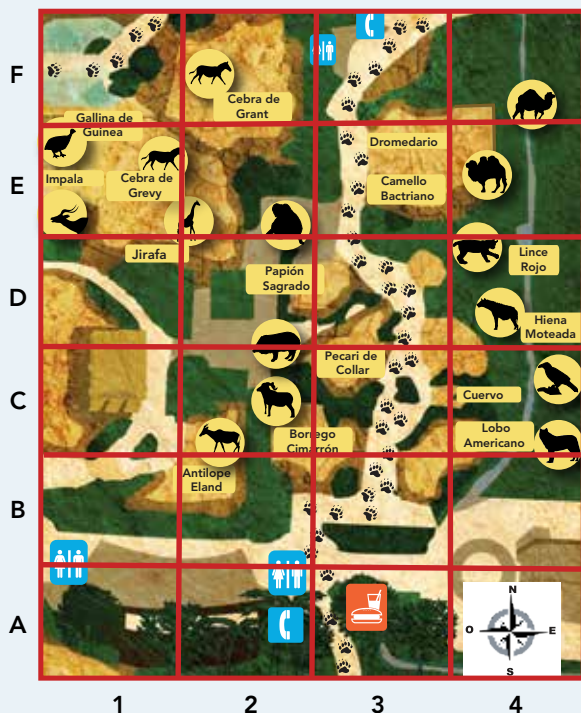 F
Gallina de
Guinea
Cebra de
Grant
E
Impala
Cebra de
Grevy
Jirafa
Papión
Sagrado
Dromedario
Camello
Bactriano
D
Lince
Rojo
Hiena
Moteada
Pecari de
Collar
C
Cuervo
Lobo
Americano
Borrego
Cimarrón
Antílope
Eland
B
A
N
O
E
S
1
2
3
4